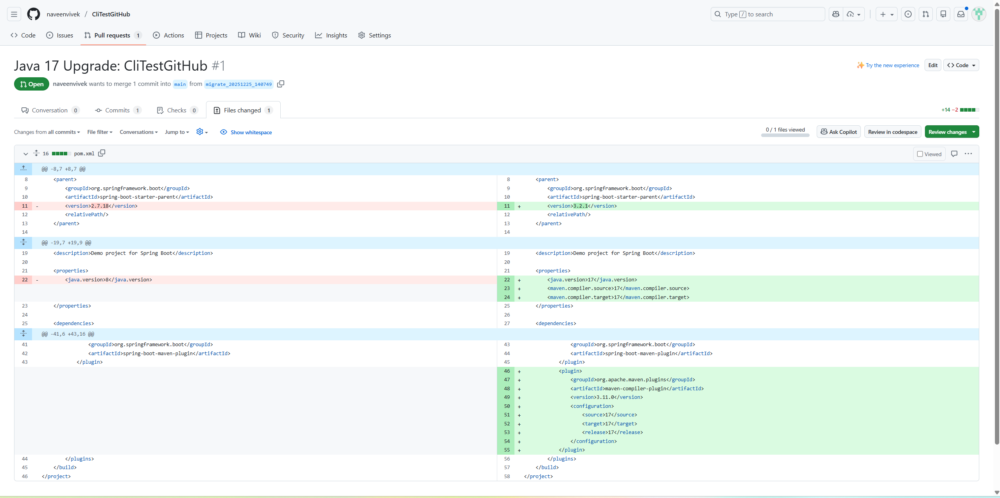 naveenvivek / CliTestGitHub
Type / to search
Code Issues Pull requests 1 Actions Projects Wiki Security Insights Settings
Java 17 Upgrade: CliTestGitHub #1
Try the new experience Edit <> Code
Open naveenvivek wants to merge 1 commit into main from migrate_20251225_140749
Conversation 0 Commits 1 Checks 0 Files changed 1
+14 −2
Changes from all commits File filter Conversations Jump to Show whitespace
0 / 1 files viewed Ask Copilot Review in codespace Review changes
16 pom.xml Viewed
@@ -8,7 +8,7 @@
8 <parent> 8 <parent>
9 <groupId>org.springframework.boot</groupId> 9 <groupId>org.springframework.boot</groupId>
10 <artifactId>spring-boot-starter-parent</artifactId> 10 <artifactId>spring-boot-starter-parent</artifactId>
11 - <version>2.7.18</version> 11 + <version>3.2.1</version>
12 <relativePath/> 12 <relativePath/>
13 </parent> 13 </parent>
14 14
@@ -19,7 +19,9 @@
19 <description>Demo project for Spring Boot</description> 19 <description>Demo project for Spring Boot</description>
20 20
21 <properties> 21 <properties>
22 - <java.version>8</java.version> 22 + <java.version>17</java.version>
23 + <maven.compiler.source>17</maven.compiler.source>
24 + <maven.compiler.target>17</maven.compiler.target>
23 </properties> 25 </properties>
24 26
25 <dependencies> 27 <dependencies>
@@ -41,6 +43,16 @@
41 <groupId>org.springframework.boot</groupId> 43 <groupId>org.springframework.boot</groupId>
42 <artifactId>spring-boot-maven-plugin</artifactId> 44 <artifactId>spring-boot-maven-plugin</artifactId>
43 </plugin> 45 </plugin>
46 + <plugin>
47 + <groupId>org.apache.maven.plugins</groupId>
48 + <artifactId>maven-compiler-plugin</artifactId>
49 + <version>3.11.0</version>
50 + <configuration>
51 + <source>17</source>
52 + <target>17</target>
53 + <release>17</release>
54 + </configuration>
55 + </plugin>
44 </plugins> 56 </plugins>
45 </build> 57 </build>
46 </project> 58 </project>